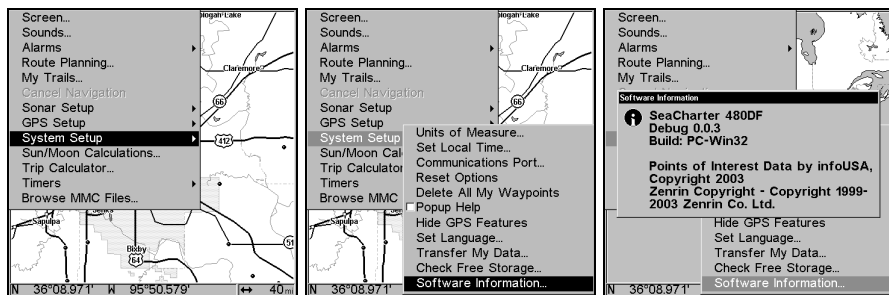 Screen...
Sounds...
Alarms
Route Planning...
My Trails...
Cancel Navigation
Sonar Setup
GPS Setup
System Setup
Sun/Moon Calculations...
Trip Calculator...
Timers
Browse MMC Files...
Claremore
66
412
Sapulpa
Bixby
64
51
N 36°08.971' W 95°50.579' ↔ 40 mi
Screen...
Sounds...
Alarms
Route Planning...
My Trails...
Cancel Navigation
Sonar Setup
GPS Setup
System Setup
Sun/Moon Cal
Trip Calculator
Timers
Browse MMC
Claremore
66
Sapulpa
N 36°08.971'
Units of Measure...
Set Local Time...
Communications Port...
Reset Options
Delete All My Waypoints
Popup Help
Hide GPS Features
Set Language...
Transfer My Data...
Check Free Storage...
Software Information...
Screen...
Sounds...
Alarms
Route Planning...
My Trails...
Software Information
SeaCharter 480DF
Debug 0.0.3
Build: PC-Win32
Points of Interest Data by infoUSA,
Copyright 2003
Zenrin Copyright - Copyright 1999-
2003 Zenrin Co. Ltd.
Hide GPS Features
Set Language...
Transfer My Data...
Check Free Storage...
Software Information...
N 36°08.971'